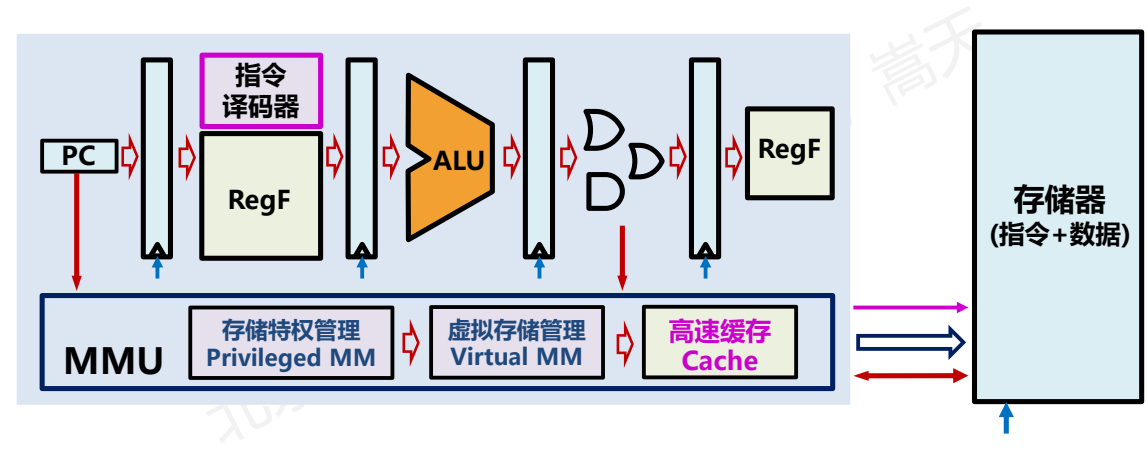 指令
译码器
PC
RegF
ALU
RegF
存储器
(指令+数据)
MMU
存储特权管理
Privileged MM
虚拟存储管理
Virtual MM
高速缓存
Cache
嵩天